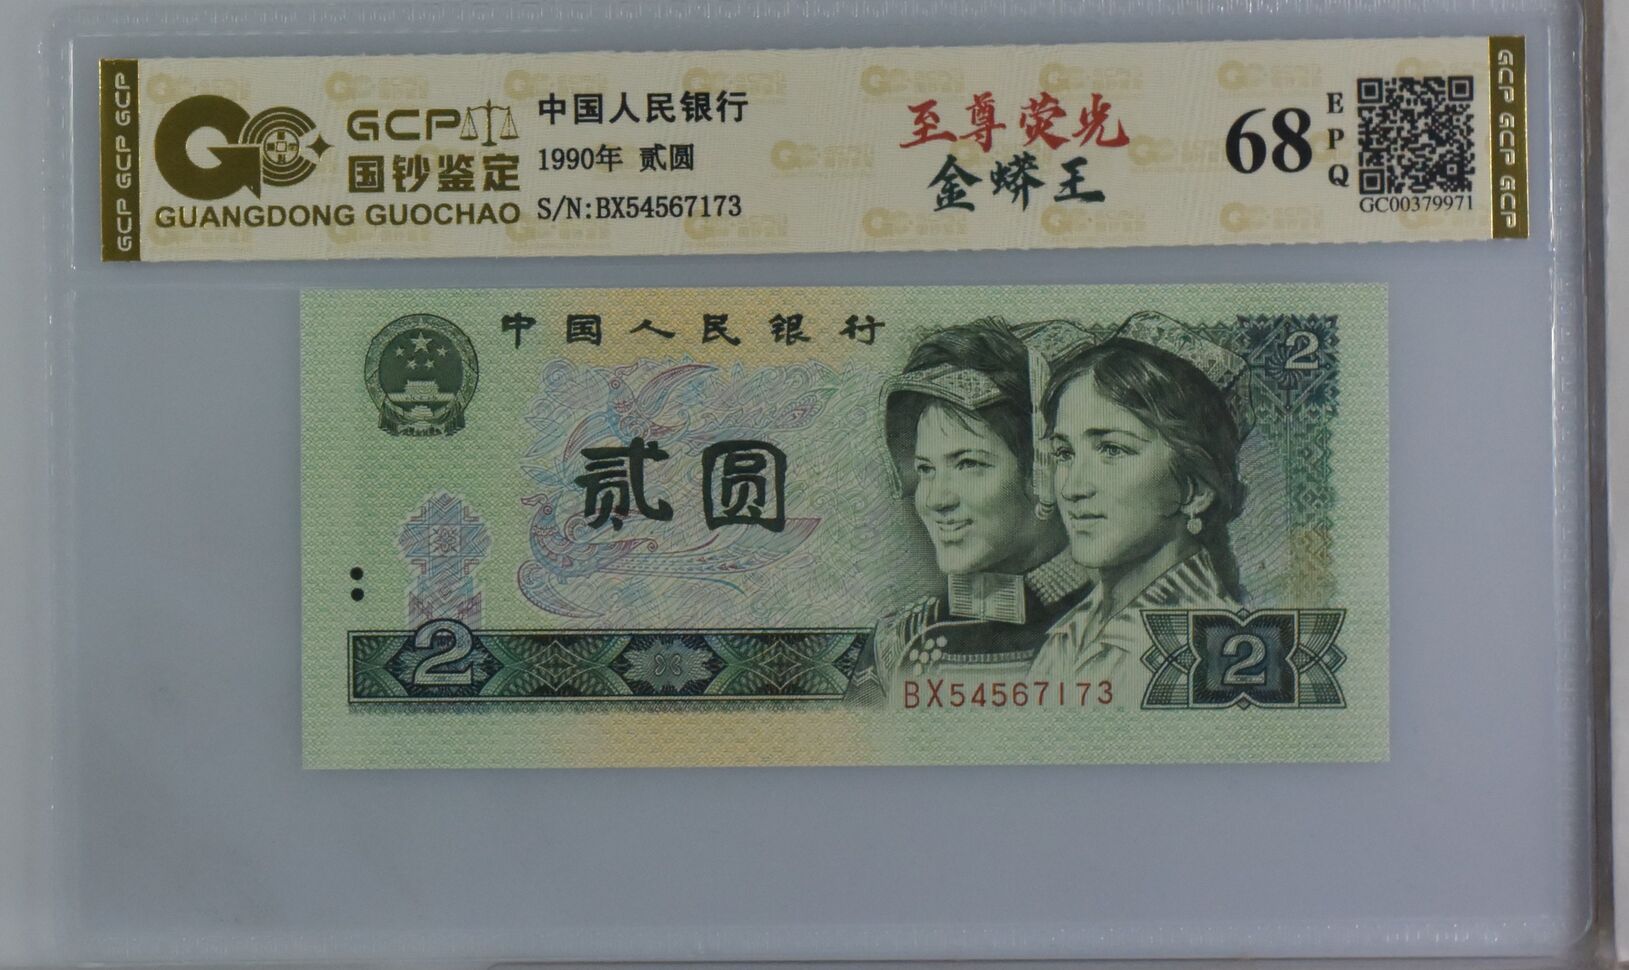 GCP GCP GCP
GCP
国钞鉴定
GUANGDONG GUOCHAO
中国人民银行
1990年 贰圆
S/N:BX54567173
至尊荧光
金蟒王
68
EPQ
GC00379971
GCP GCP GCP
中国人民银行
2
贰圆
2
2
BX54567173